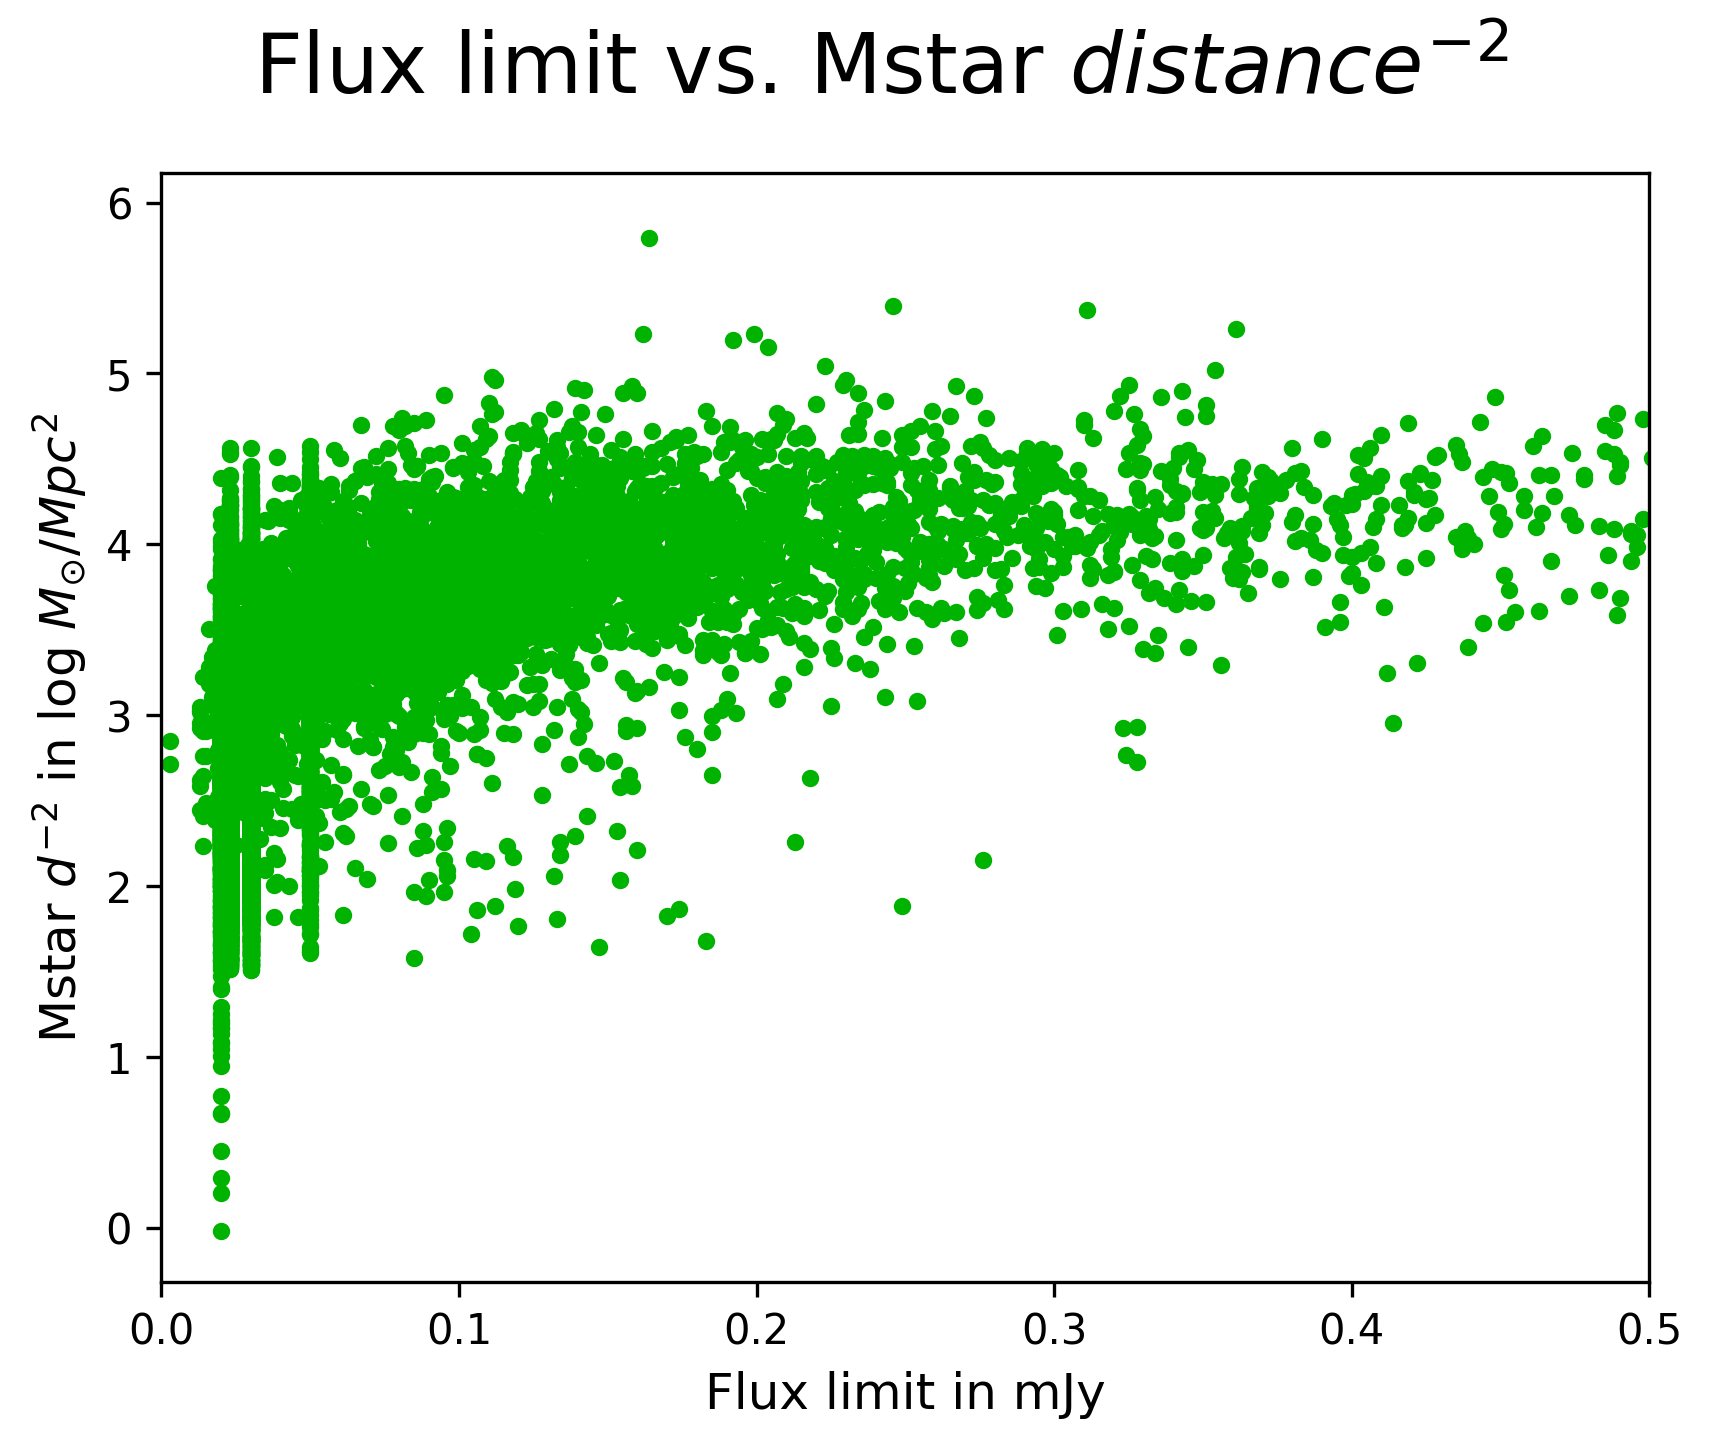 Flux limit vs. Mstar distance⁻²
Mstar d⁻² in log M⊙/Mpc²
6
5
4
3
2
1
0
0.0 0.1 0.2 0.3 0.4 0.5
Flux limit in mJy